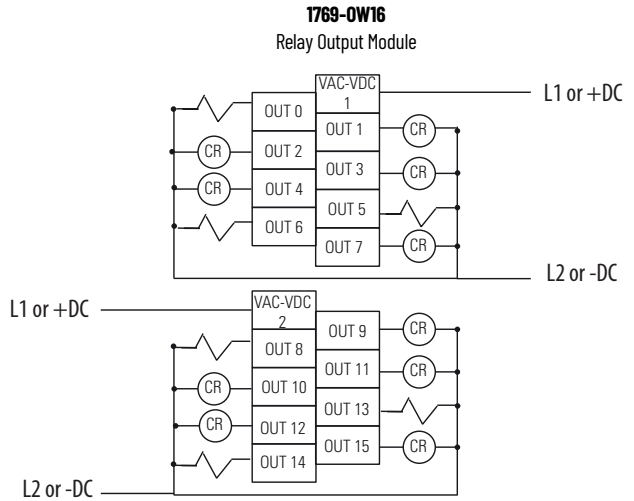 1769-OW16
Relay Output Module
VAC-VDC
1
L1 or +DC
OUT 0
OUT 1
CR
CR
OUT 2
OUT 3
CR
CR
OUT 4
OUT 5
OUT 6
OUT 7
CR
L2 or -DC
L1 or +DC
VAC-VDC
2
OUT 8
OUT 9
CR
CR
OUT 10
OUT 11
CR
CR
OUT 12
OUT 13
OUT 14
OUT 15
CR
L2 or -DC